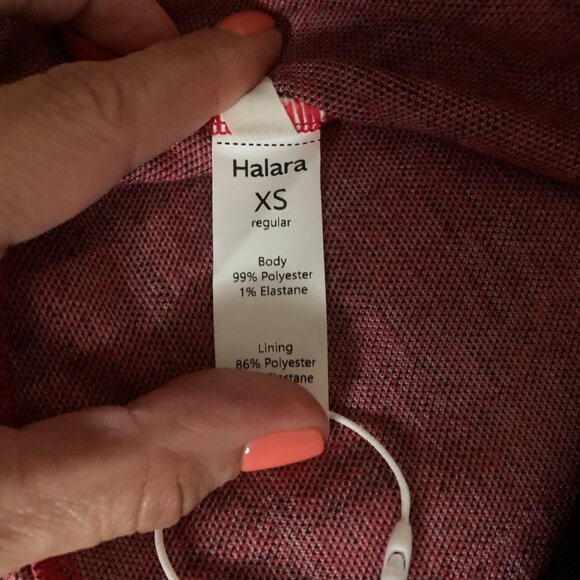 Halara
XS
regular
Body
99% Polyester
1% Elastane
Lining
86% Polyester
Elastane